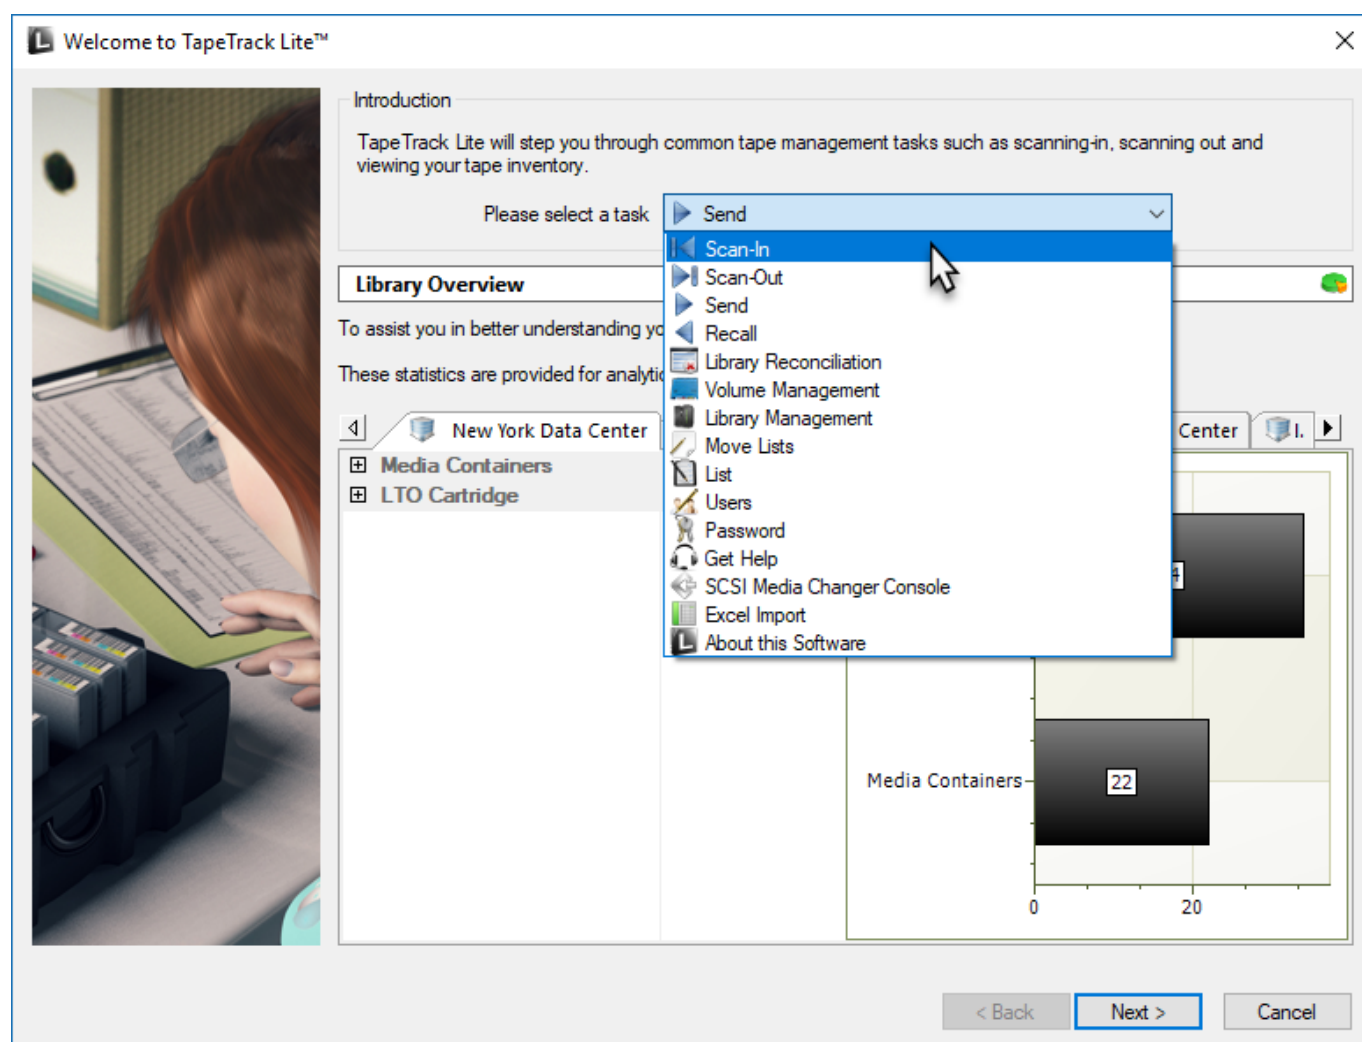 Welcome to TapeTrack Lite™
Introduction
TapeTrack Lite will step you through common tape management tasks such as scanning-in, scanning out and
viewing your tape inventory.
Please select a task
Send
Scan-In
Scan-Out
Send
Recall
Library Reconciliation
Volume Management
Library Management
Move Lists
List
Users
Password
Get Help
SCSI Media Changer Console
Excel Import
About this Software
Library Overview
To assist you in better understanding
These statistics are provided for
New York Data Center
Center
I.
Media Containers
LTO Cartridge
4
Media Containers
22
0
20
< Back
Next >
Cancel